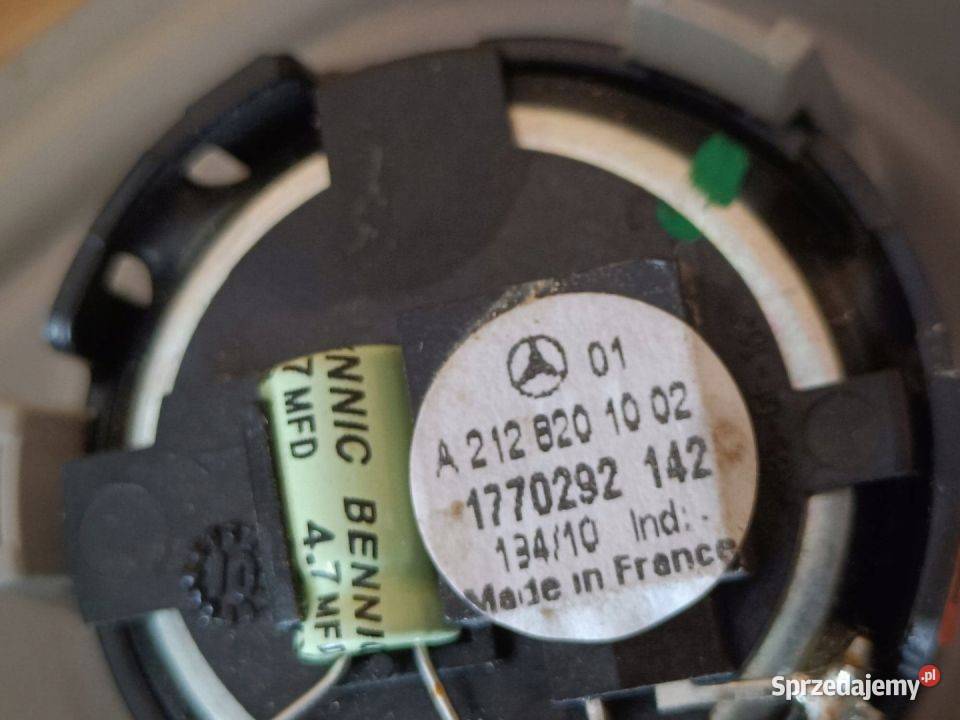 01
A 212 820 10 02
1770292 142
194/10 Ind: -
Made in France
NNIC BENNIC
7 MFD 4.7 MFD
Sprzedajemy.pl